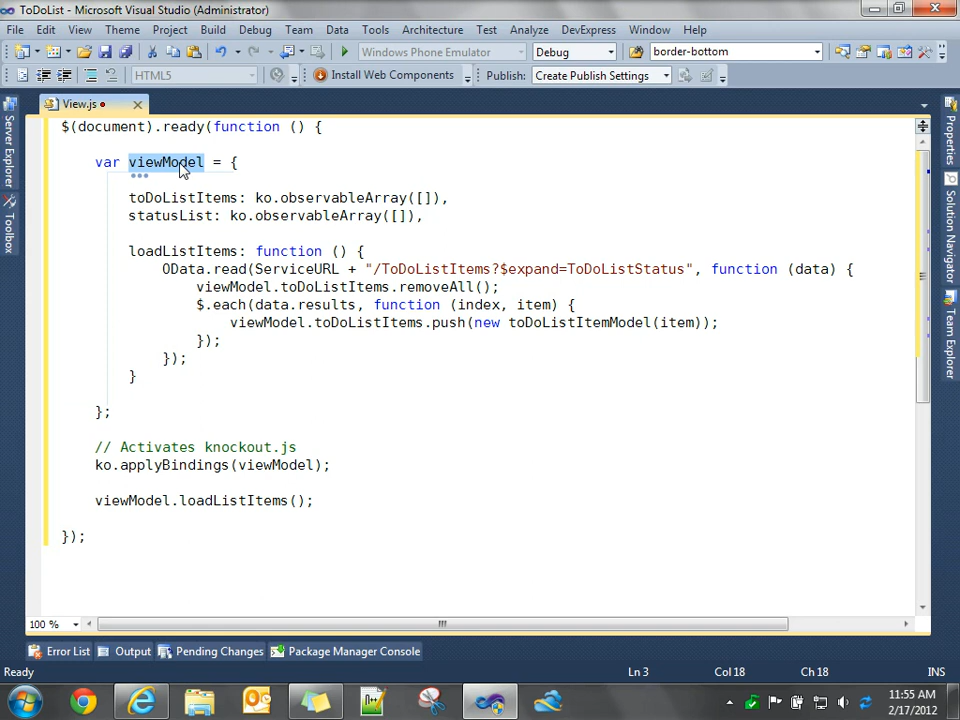 ToDoList - Microsoft Visual Studio (Administrator)
File Edit View Theme Project Build Debug Team Data Tools Architecture Test Analyze DevExpress Window Help
Windows Phone Emulator Debug border-bottom
HTML5 Install Web Components Publish: Create Publish Settings
View.js
Server Explorer
Toolbox
Properties
Solution Navigator
Team Explorer
$(document).ready(function () {
var viewModel = {
toDoListItems: ko.observableArray([]),
statusList: ko.observableArray([]),
loadListItems: function () {
OData.read(ServiceURL + "/ToDoListItems?$expand=ToDoListStatus", function (data) {
viewModel.toDoListItems.removeAll();
$.each(data.results, function (index, item) {
viewModel.toDoListItems.push(new toDoListItemModel(item));
});
});
}
};
// Activates knockout.js
ko.applyBindings(viewModel);
viewModel.loadListItems();
});
100 %
Error List Output Pending Changes Package Manager Console
Ready Ln 3 Col 18 Ch 18 INS
11:55 AM
2/17/2012